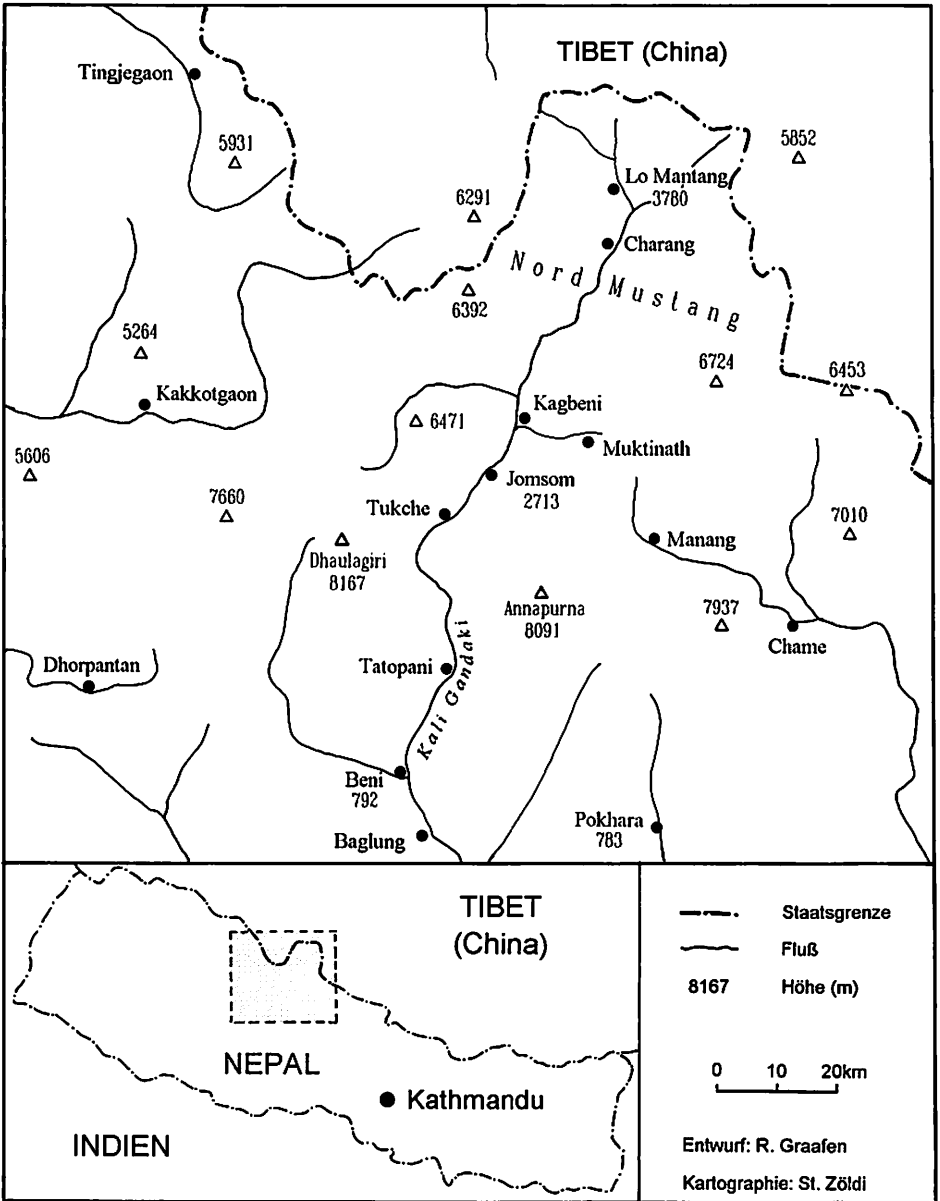 TIBET (China)
Tingjegaon
5931
5852
Lo Mantang
3780
6291
Charang
Nord Mustang
6392
5264
6724
6453
Kakkotgaon
Kagbeni
6471
Muktinath
5606
Jomsom
2713
7660
Tukche
7010
Manang
Dhaulagiri
8167
Annapurna
8091
7937
Chame
Dhorpantan
Tatopani
Kali Gandaki
Beni
792
Pokhara
783
Baglung
TIBET
(China)
NEPAL
Kathmandu
INDIEN
Staatsgrenze
Fluß
8167 Höhe (m)
0 10 20km
Entwurf: R. Graafen
Kartographie: St. Zöldi